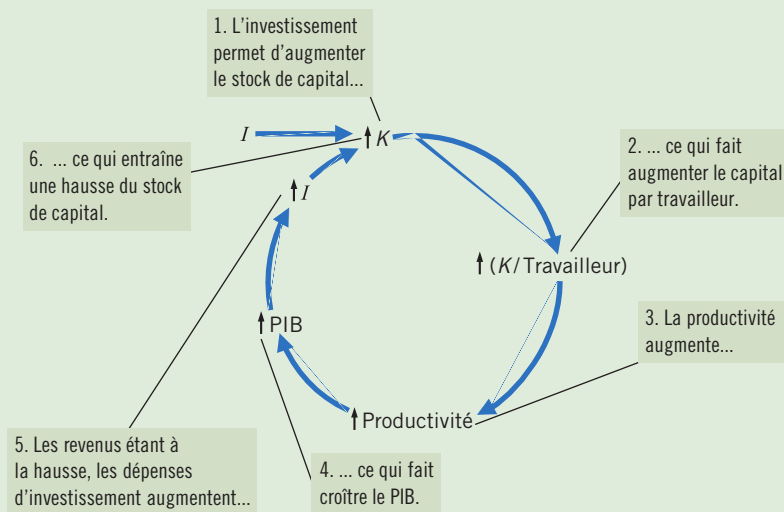 1. L'investissement
permet d'augmenter
le stock de capital...
I
K
6. ... ce qui entraîne
une hausse du stock
de capital.
I
2. ... ce qui fait
augmenter le capital
par travailleur.
(K/Travailleur)
PIB
3. La productivité
augmente...
Productivité
5. Les revenus étant à
la hausse, les dépenses
d'investissement augmentent...
4. ... ce qui fait
croître le PIB.